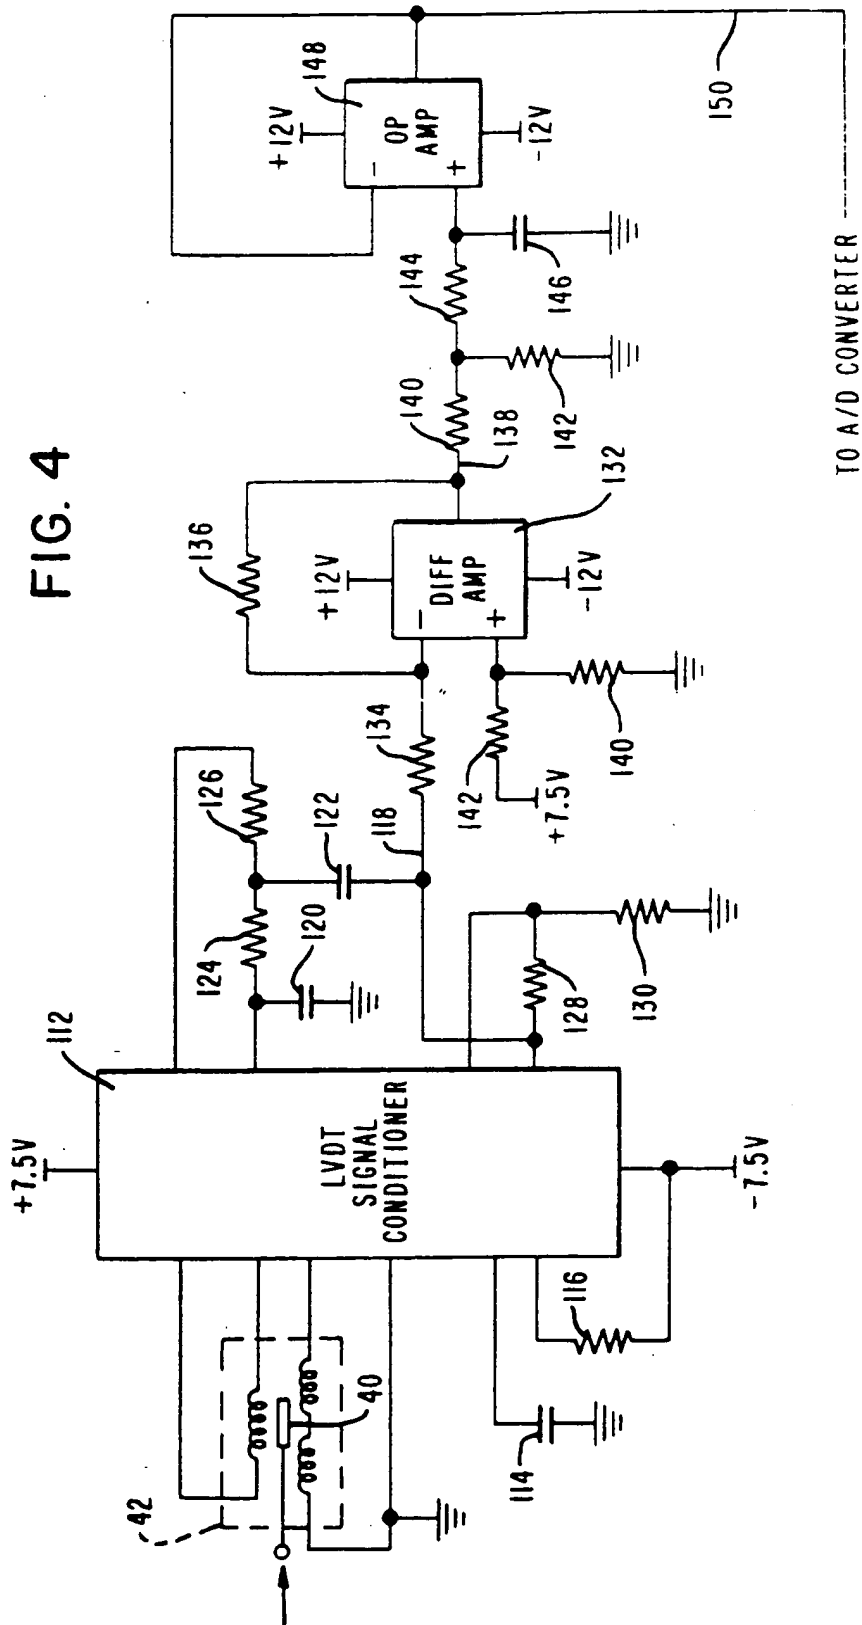 FIG. 4
+7.5V
112
LVDT
SIGNAL
CONDITIONER
-7.5V
42
40
114
116
124
126
120
122
118
128
130
134
136
+12V
DIFF
AMP
-
+
-12V
132
142
+7.5V
140
138
140
142
144
146
+12V
148
OP
AMP
-
+
-12V
150
TO A/D CONVERTER